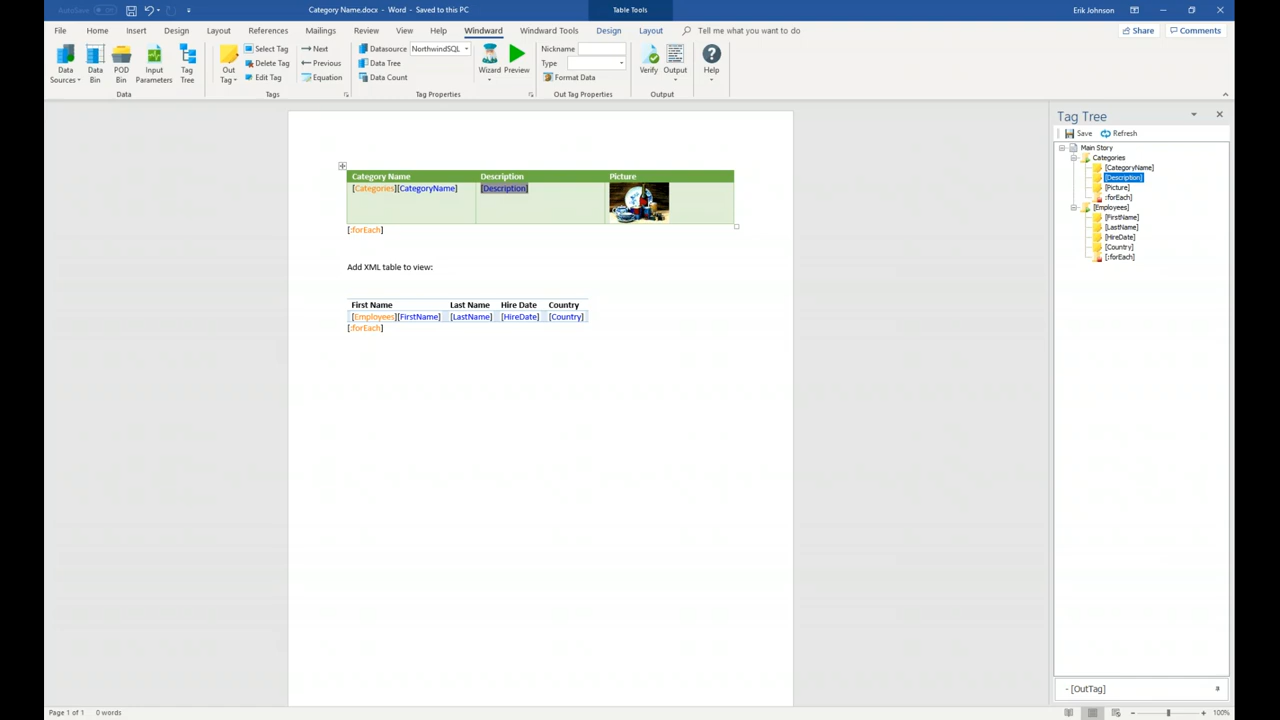 AutoSave Off
Category Name.docx - Word - Saved to this PC
Table Tools
Erik Johnson
File Home Insert Design Layout References Mailings Review View Help Windward Windward Tools Design Layout Tell me what you want to do
Share Comments
Data Sources
Data Bin
POD Bin
Input Parameters
Tag Tree
Data
Out Tag
Select Tag
Delete Tag
Edit Tag
Next
Previous
Equation
Tags
Datasource NorthwindSQL
Data Tree
Data Count
Wizard
Preview
Tag Properties
Nickname
Type
Format Data
Out Tag Properties
Verify
Output
Output
Help
Category Name Description Picture
[Categories][CategoryName] [Description]
[:forEach]
Add XML table to view:
First Name Last Name Hire Date Country
[Employees][FirstName] [LastName] [HireDate] [Country]
[:forEach]
Tag Tree
Save Refresh
Main Story
Categories
[CategoryName]
[Description]
[Picture]
:forEach]
[Employees]
[FirstName]
[LastName]
[HireDate]
[Country]
[:forEach]
- [OutTag]
Page 1 of 1 0 words
100%